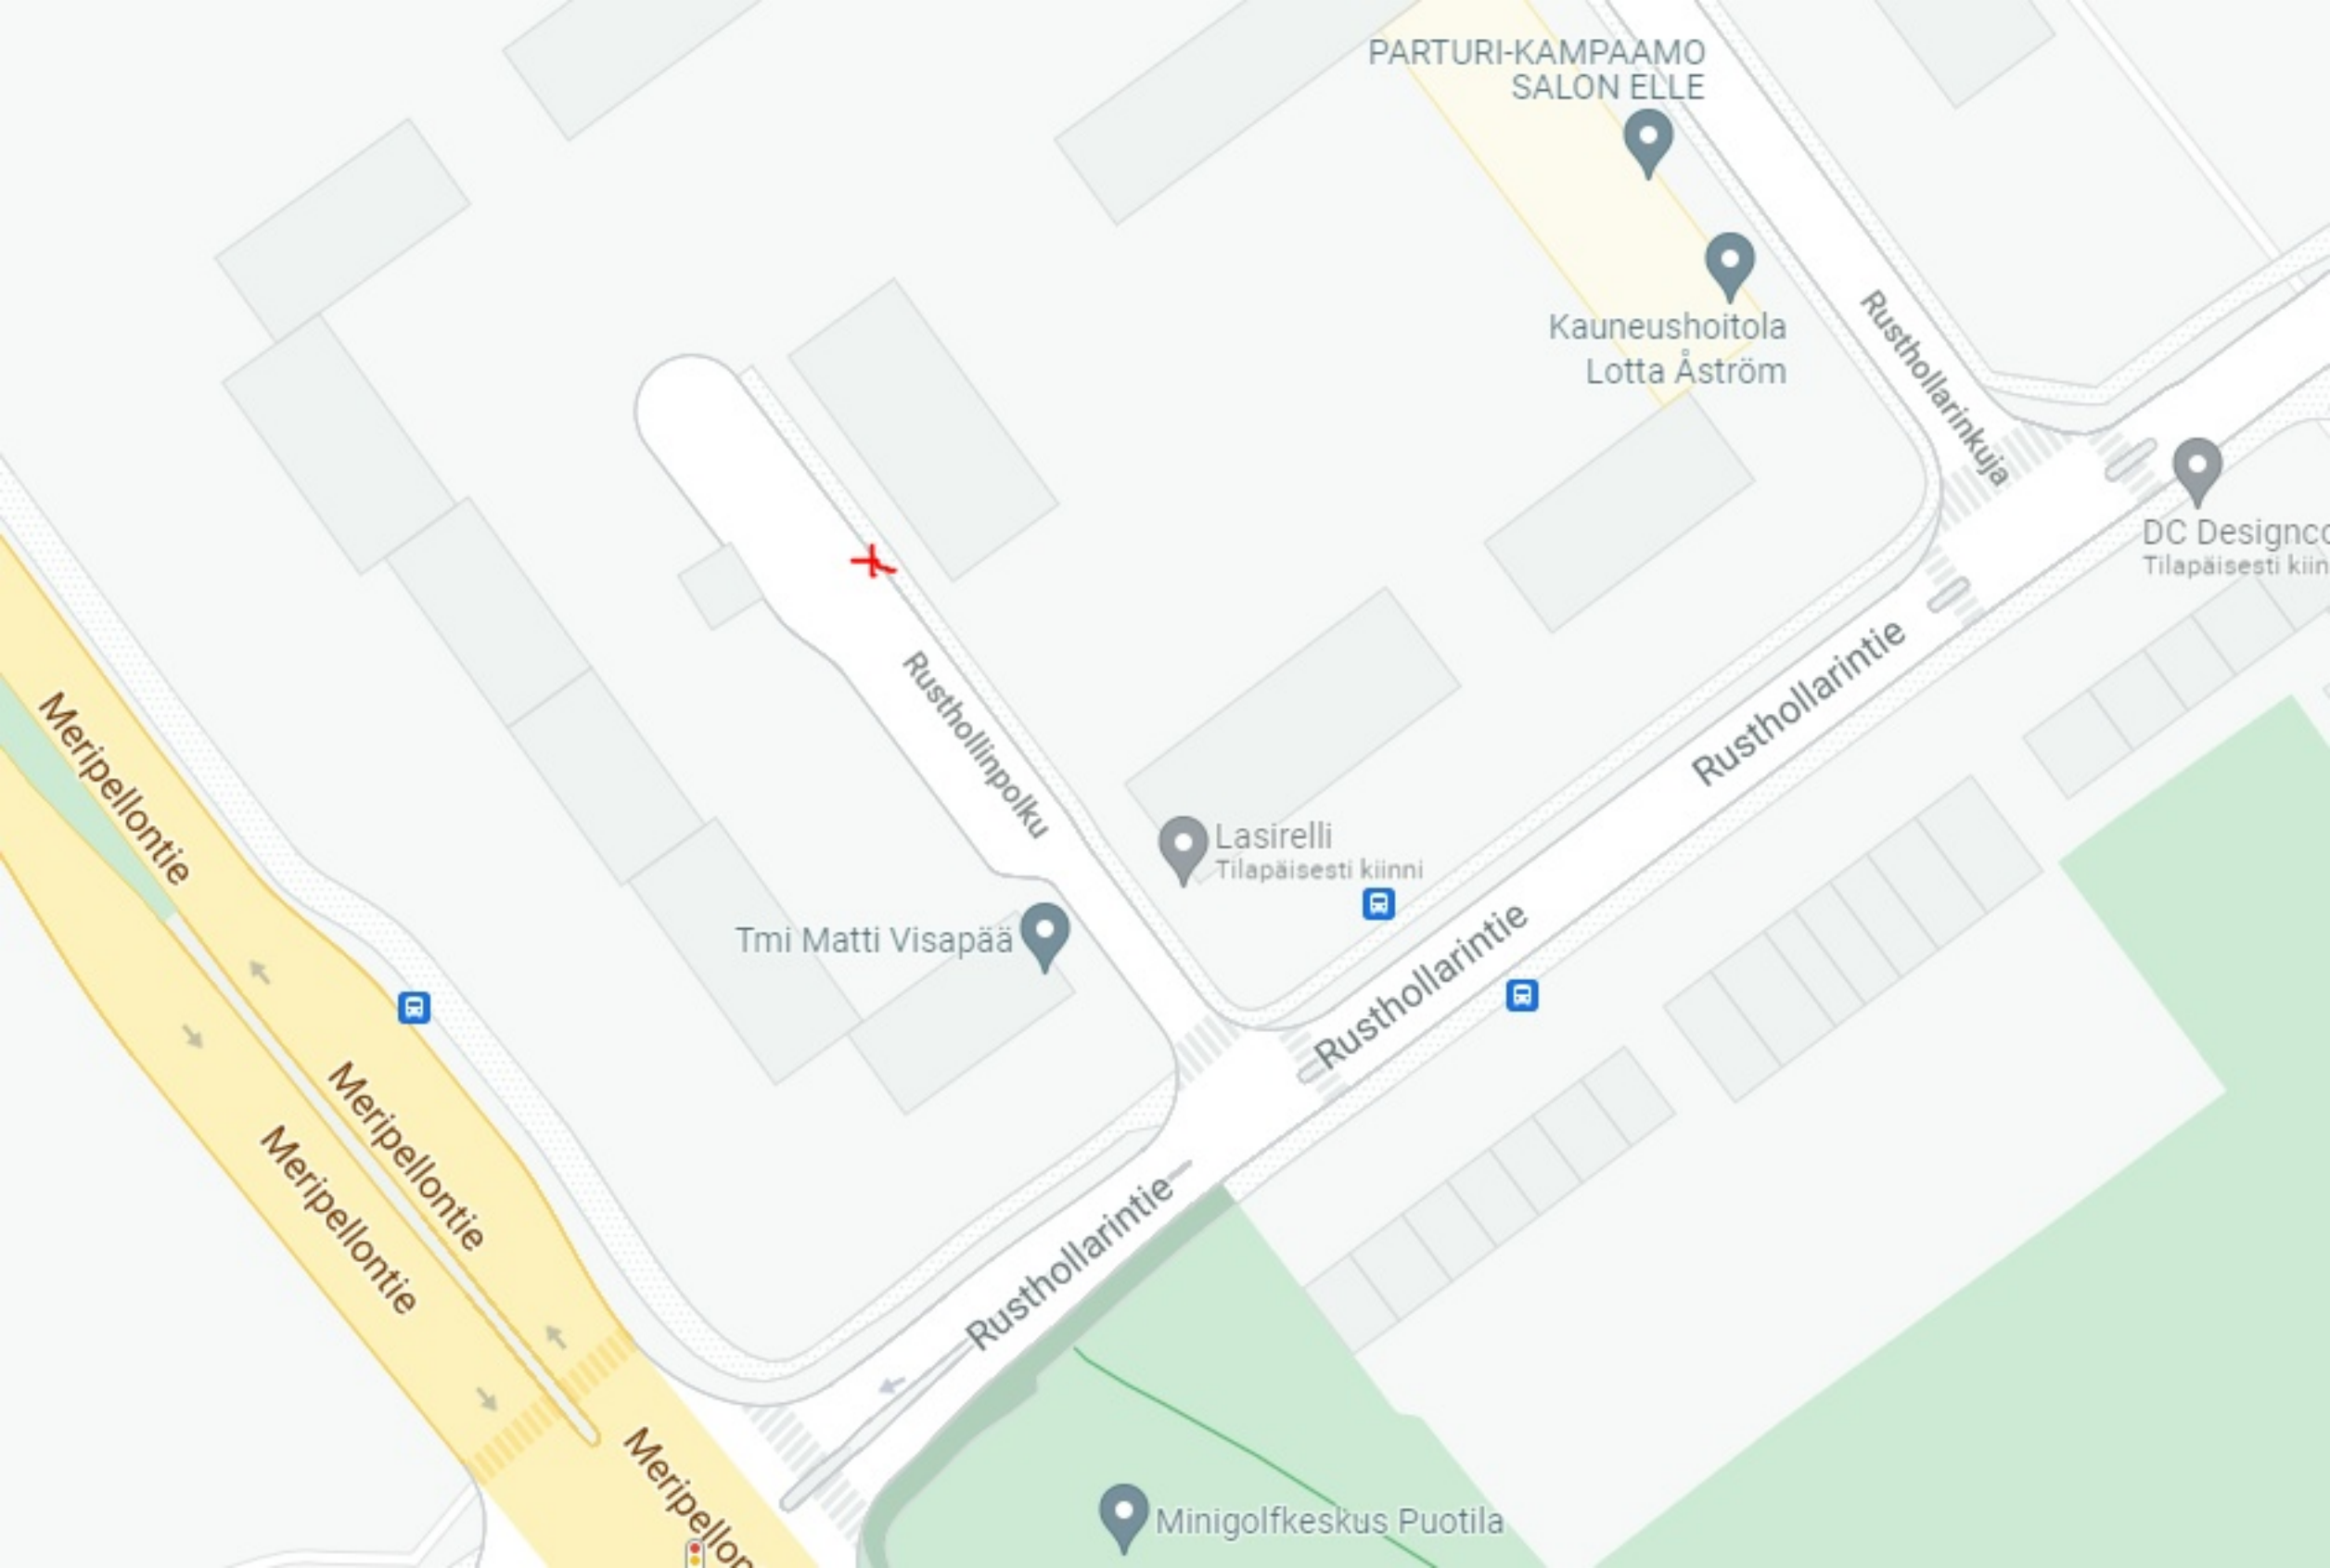 PARTURI-KAMPAAMO
SALON ELLE
Kauneushoitola
Lotta Åström
Rusthollarinkuja
DC Designco
Tilapäisesti kiin
Rusthollarintie
Rusthollinpolku
Meripellontie
Lasirelli
Tilapäisesti kiinni
Tmi Matti Visapää
Rusthollarintie
Meripellontie
Meripellontie
Rusthollarintie
Meripellon
Minigolfkeskus Puotila